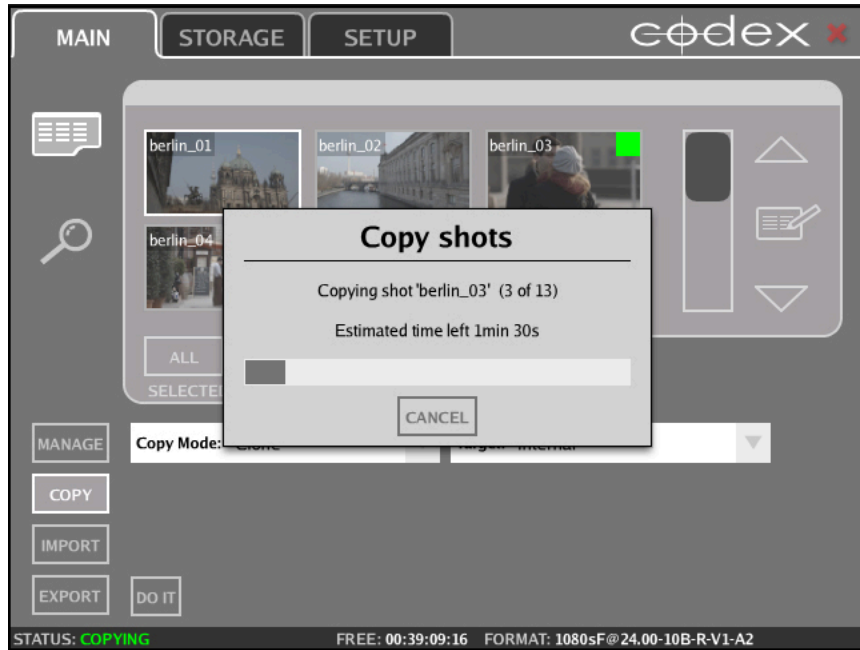 MAIN STORAGE SETUP codex
berlin_01 berlin_02 berlin_03
berlin_04
Copy shots
Copying shot 'berlin_03' (3 of 13)
Estimated time left 1min 30s
ALL
SELECTED
CANCEL
MANAGE Copy Mode:
COPY
IMPORT
EXPORT DO IT
STATUS: COPYING FREE: 00:39:09:16 FORMAT: 1080sF@24.00-10B-R-V1-A2